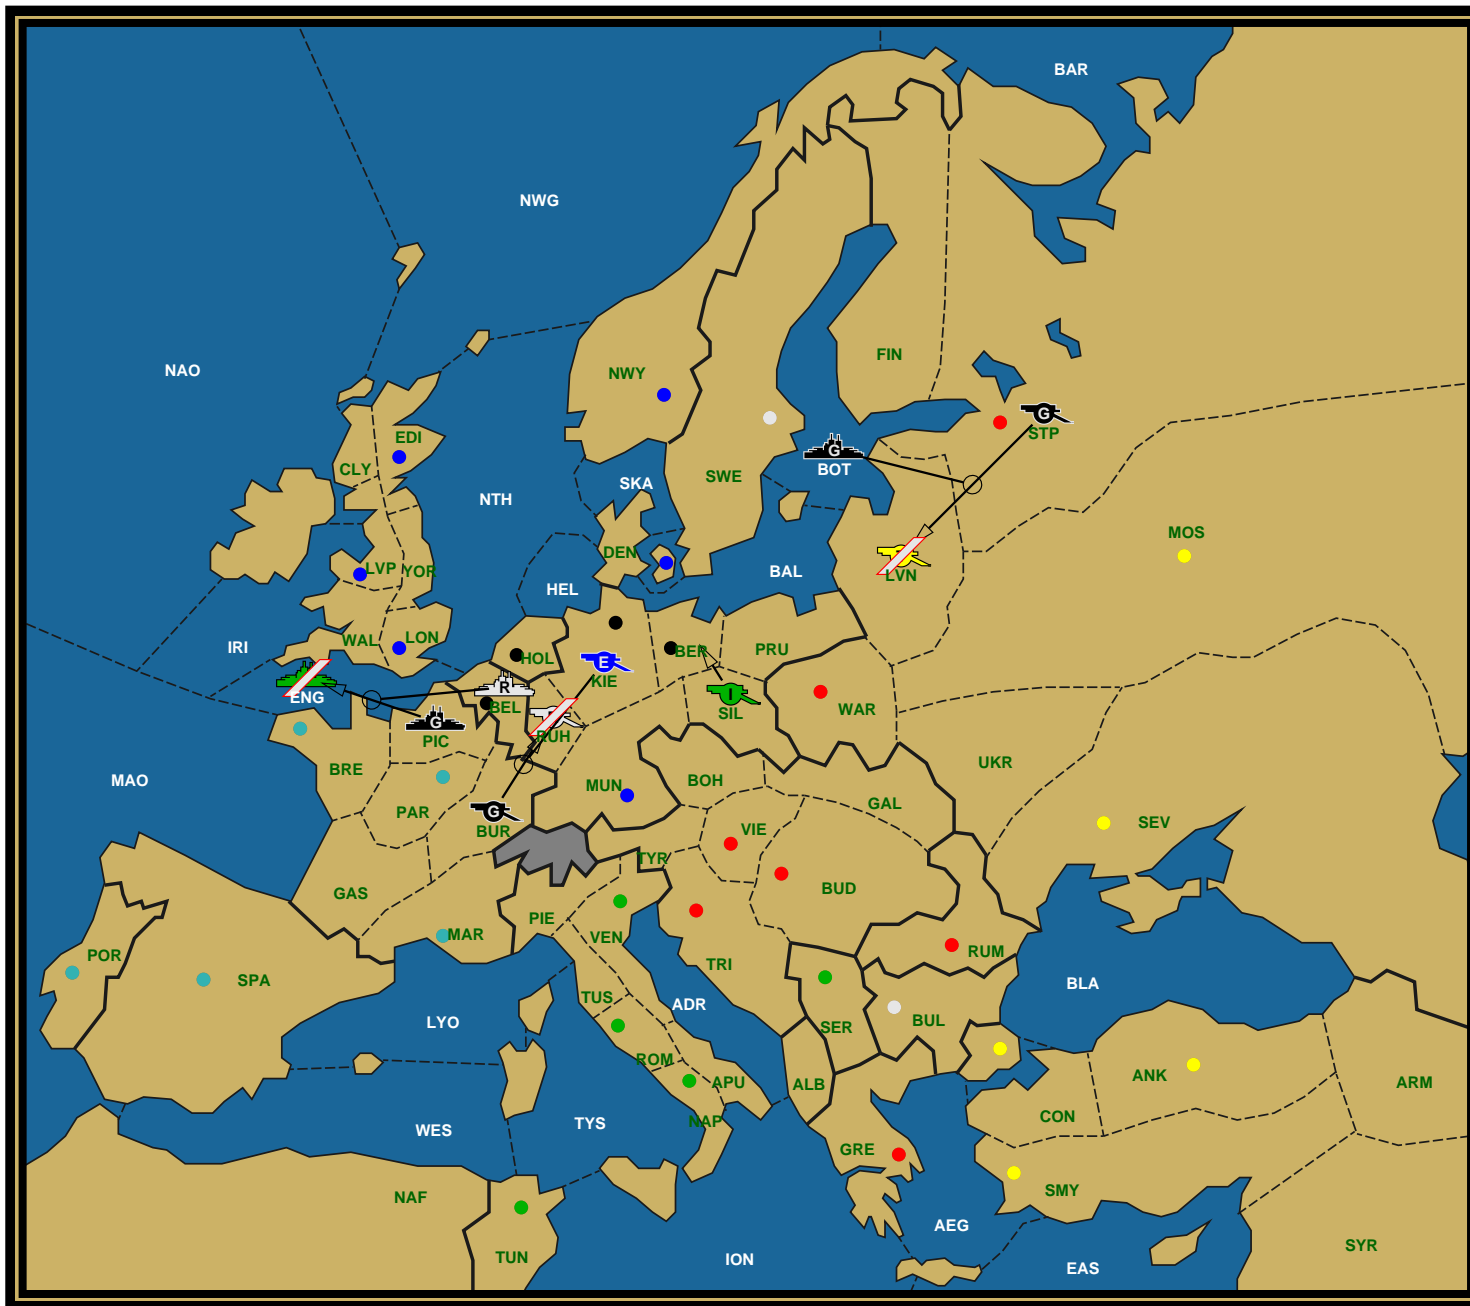 BAR
NWG
NAO
FIN
NWY
G
STP
EDI
CLY
SKA
G
BOT
SWE
NTH
MOS
DEN
LVP
YOR
HEL
BAL
LVN
IRI
WAL
LON
HOL
E
KIE
BER
PRU
ENG
R
BEL
I
SIL
WAR
G
PIC
RUH
BRE
MAO
MUN
BOH
UKR
PAR
G
BUR
GAL
VIE
SEV
TYR
BUD
GAS
PIE
MAR
VEN
POR
SPA
TRI
RUM
BLA
TUS
ADR
LYO
SER
BUL
ROM
APU
ALB
ANK
ARM
NAP
CON
WES
TYS
GRE
NAF
SMY
AEG
TUN
ION
EAS
SYR